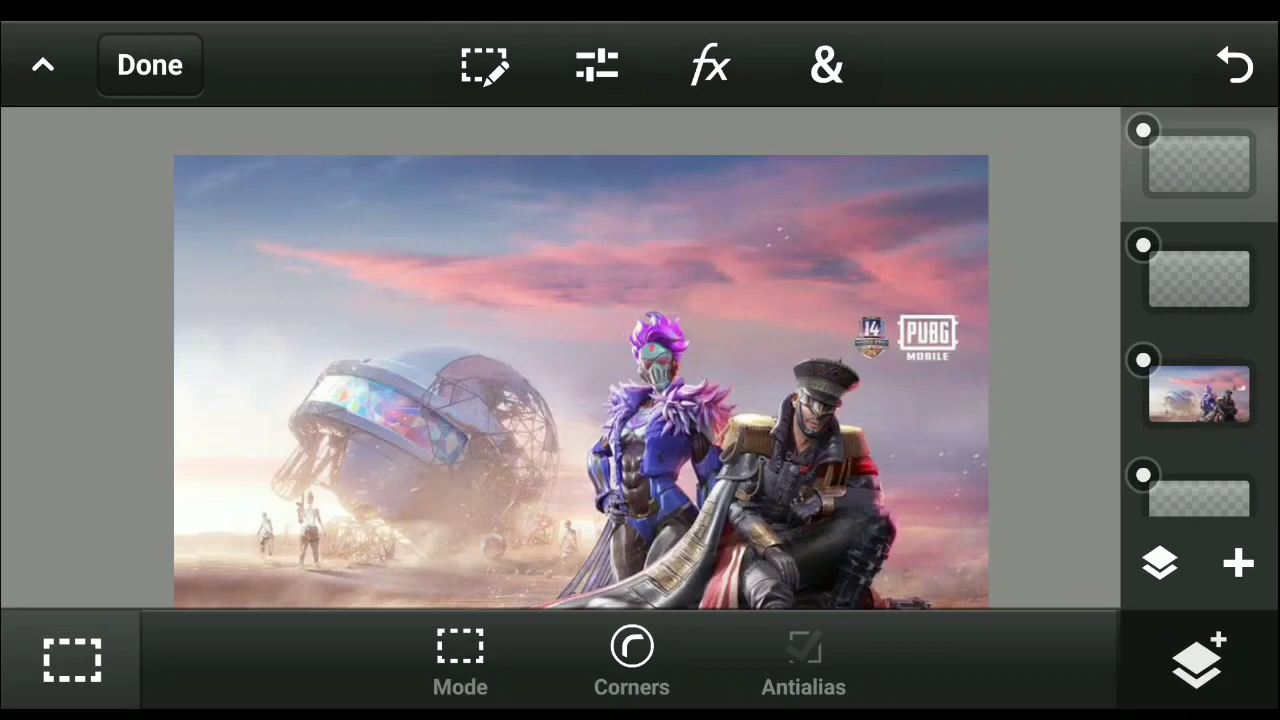 Done
fx
&
14
PUBG
MOBILE
Mode
Corners
Antialias